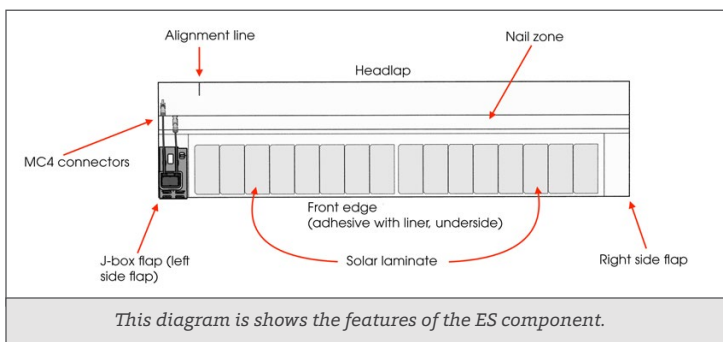 Alignment line
Nail zone
Headlap
MC4 connectors
Front edge
(adhesive with liner, underside)
J-box flap (left
side flap)
Solar laminate
Right side flap
This diagram is shows the features of the ES component.